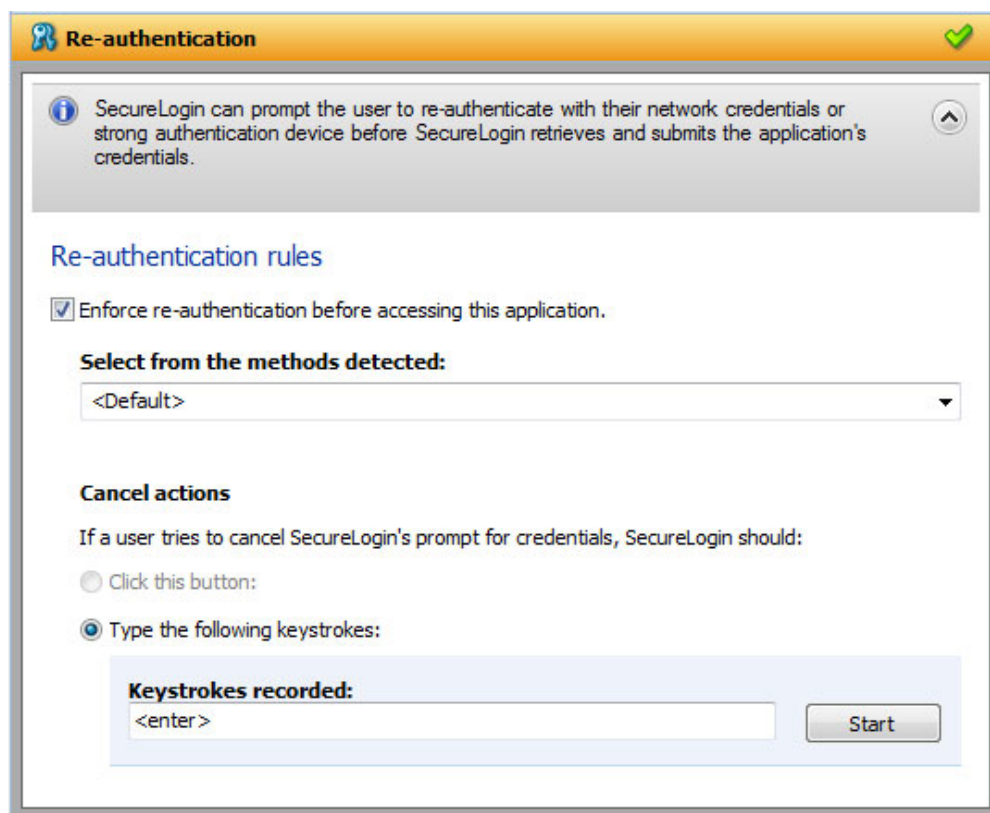 Re-authentication
SecureLogin can prompt the user to re-authenticate with their network credentials or
strong authentication device before SecureLogin retrieves and submits the application's
credentials.
Re-authentication rules
Enforce re-authentication before accessing this application.
Select from the methods detected:
<Default>
Cancel actions
If a user tries to cancel SecureLogin's prompt for credentials, SecureLogin should:
Click this button:
Type the following keystrokes:
Keystrokes recorded:
<enter>
Start